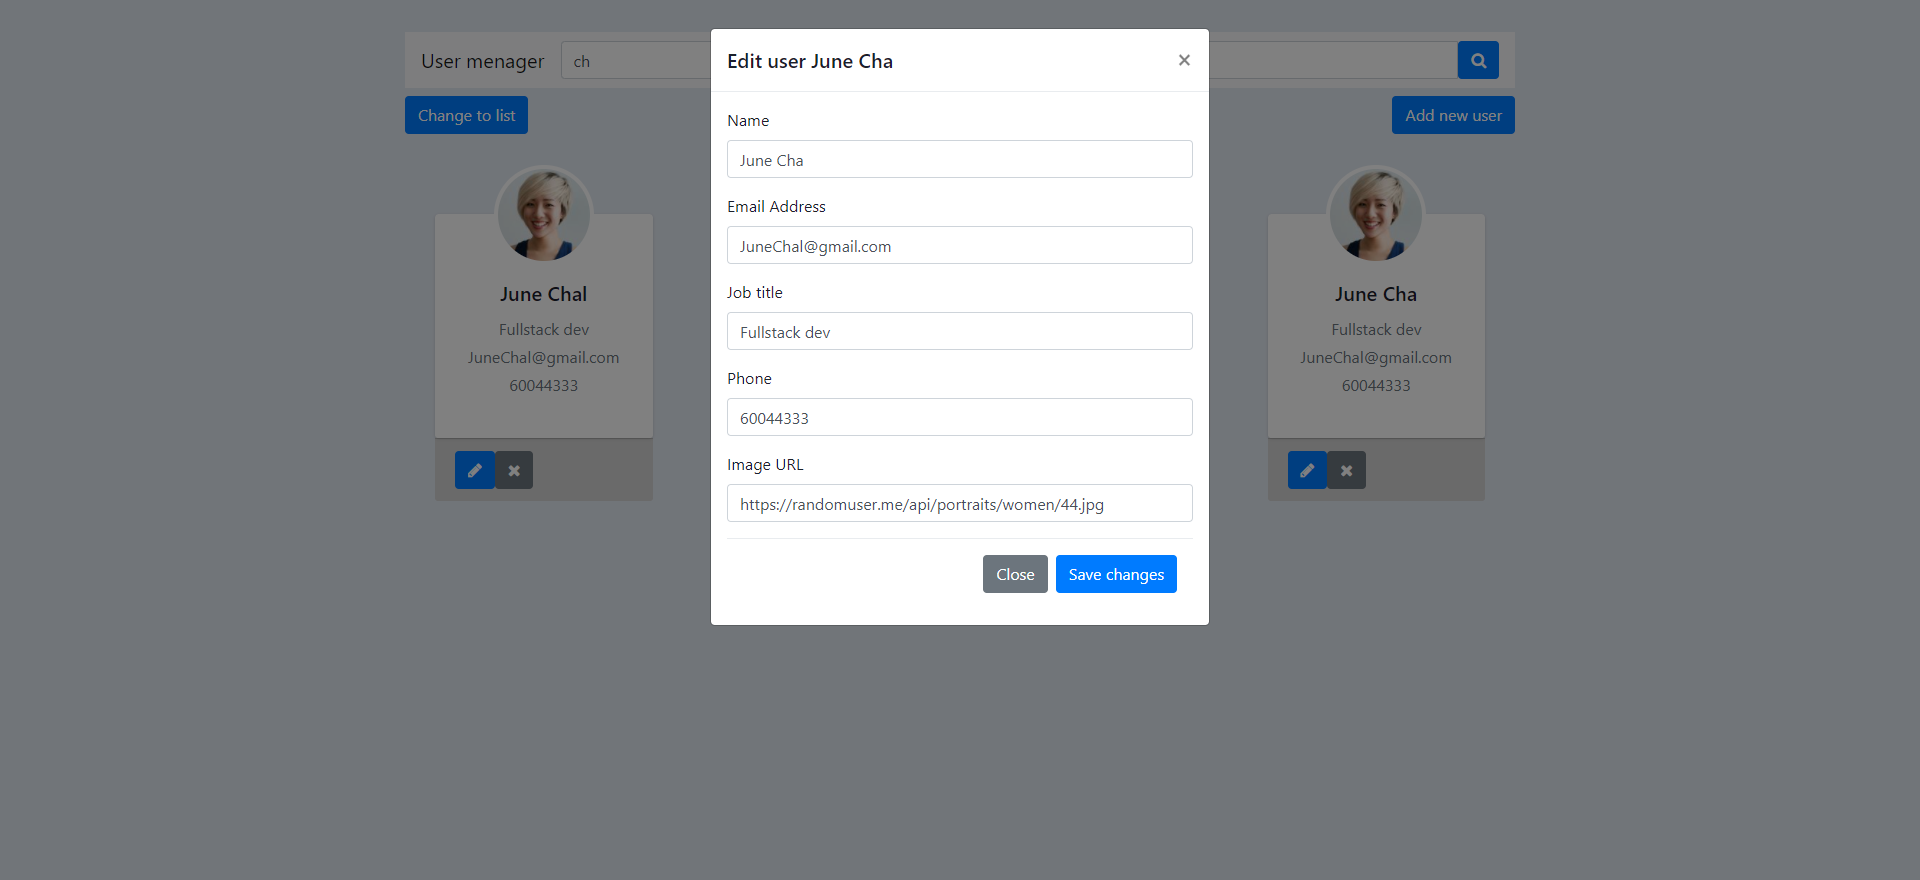 User menager
ch
Change to list
Add new user
June Chal
Fullstack dev
JuneChal@gmail.com
60044333
Edit user June Cha
×
Name
June Cha
Email Address
JuneChal@gmail.com
Job title
Fullstack dev
Phone
60044333
Image URL
https://randomuser.me/api/portraits/women/44.jpg
Close
Save changes
June Cha
Fullstack dev
JuneChal@gmail.com
60044333